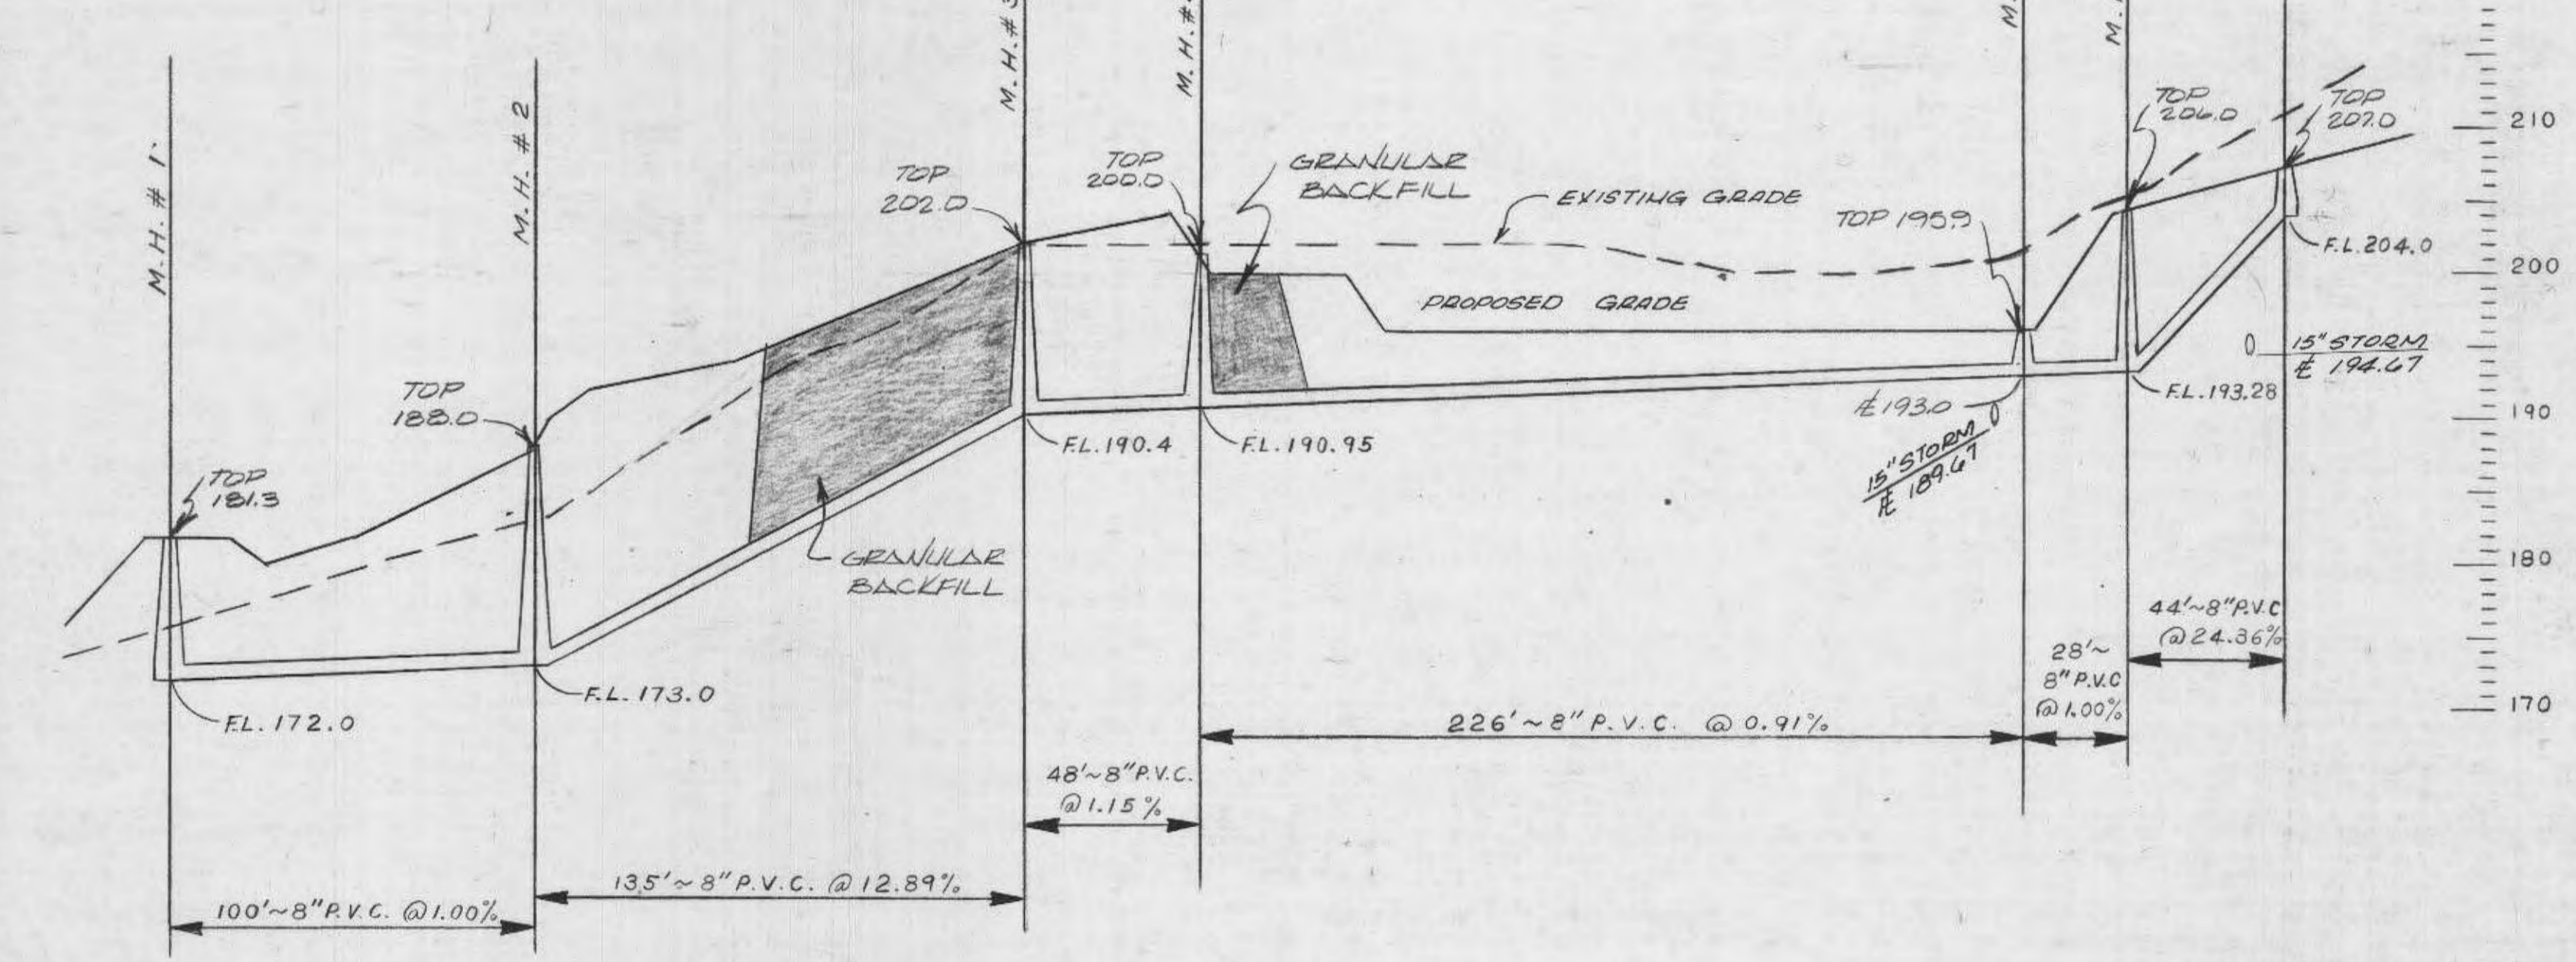 M.H. # 1
M.H. # 2
M.H. # 3
M.H. #
M.
M.
TOP
181.3
TOP
188.0
TOP
202.0
TOP
200.0
GRANULAR
BACKFILL
EXISTING GRADE
PROPOSED GRADE
TOP 195.9
TOP
206.0
TOP
207.0
F.L. 204.0
15" STORM
℄ 194.67
F.L. 193.28
℄ 193.0
15" STORM
℄ 189.67
F.L. 190.4
F.L. 190.95
GRANULAR
BACKFILL
F.L. 173.0
F.L. 172.0
210
200
190
180
170
44'~8" P.V.C
@ 24.36%
28'~
8" P.V.C
@ 1.00%
226'~8" P.V.C. @ 0.91%
48'~8" P.V.C.
@ 1.15%
135'~8" P.V.C. @ 12.89%
100'~8" P.V.C. @ 1.00%